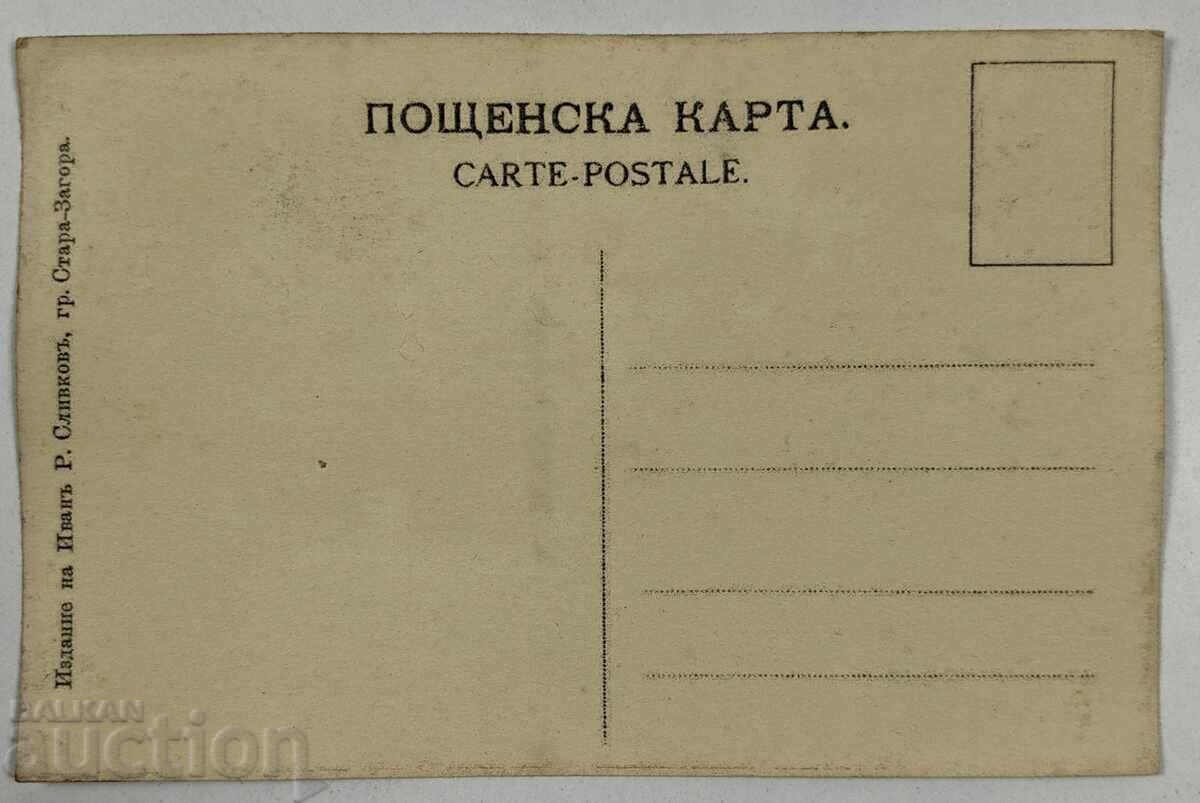 ПОЩЕНСКА КАРТА.
CARTE-POSTALE.
Издание на Иванъ Р. Сливковъ, гр. Стара-Загора.
BALKAN
auction